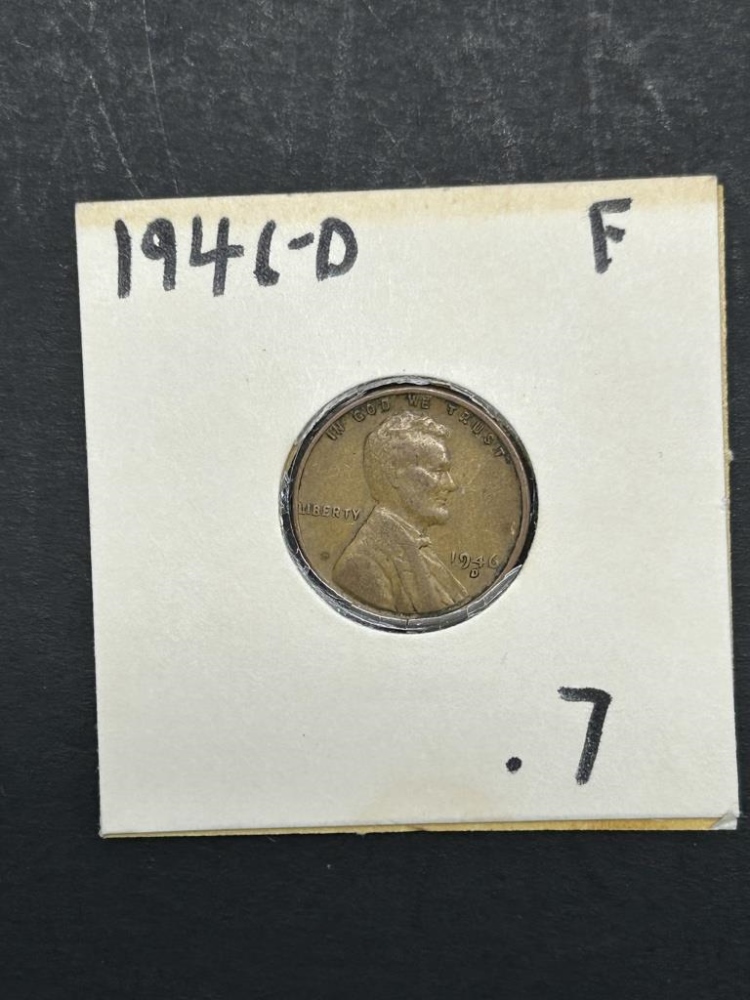 1946-D F
IN GOD WE TRUST
LIBERTY
1946
D
.7